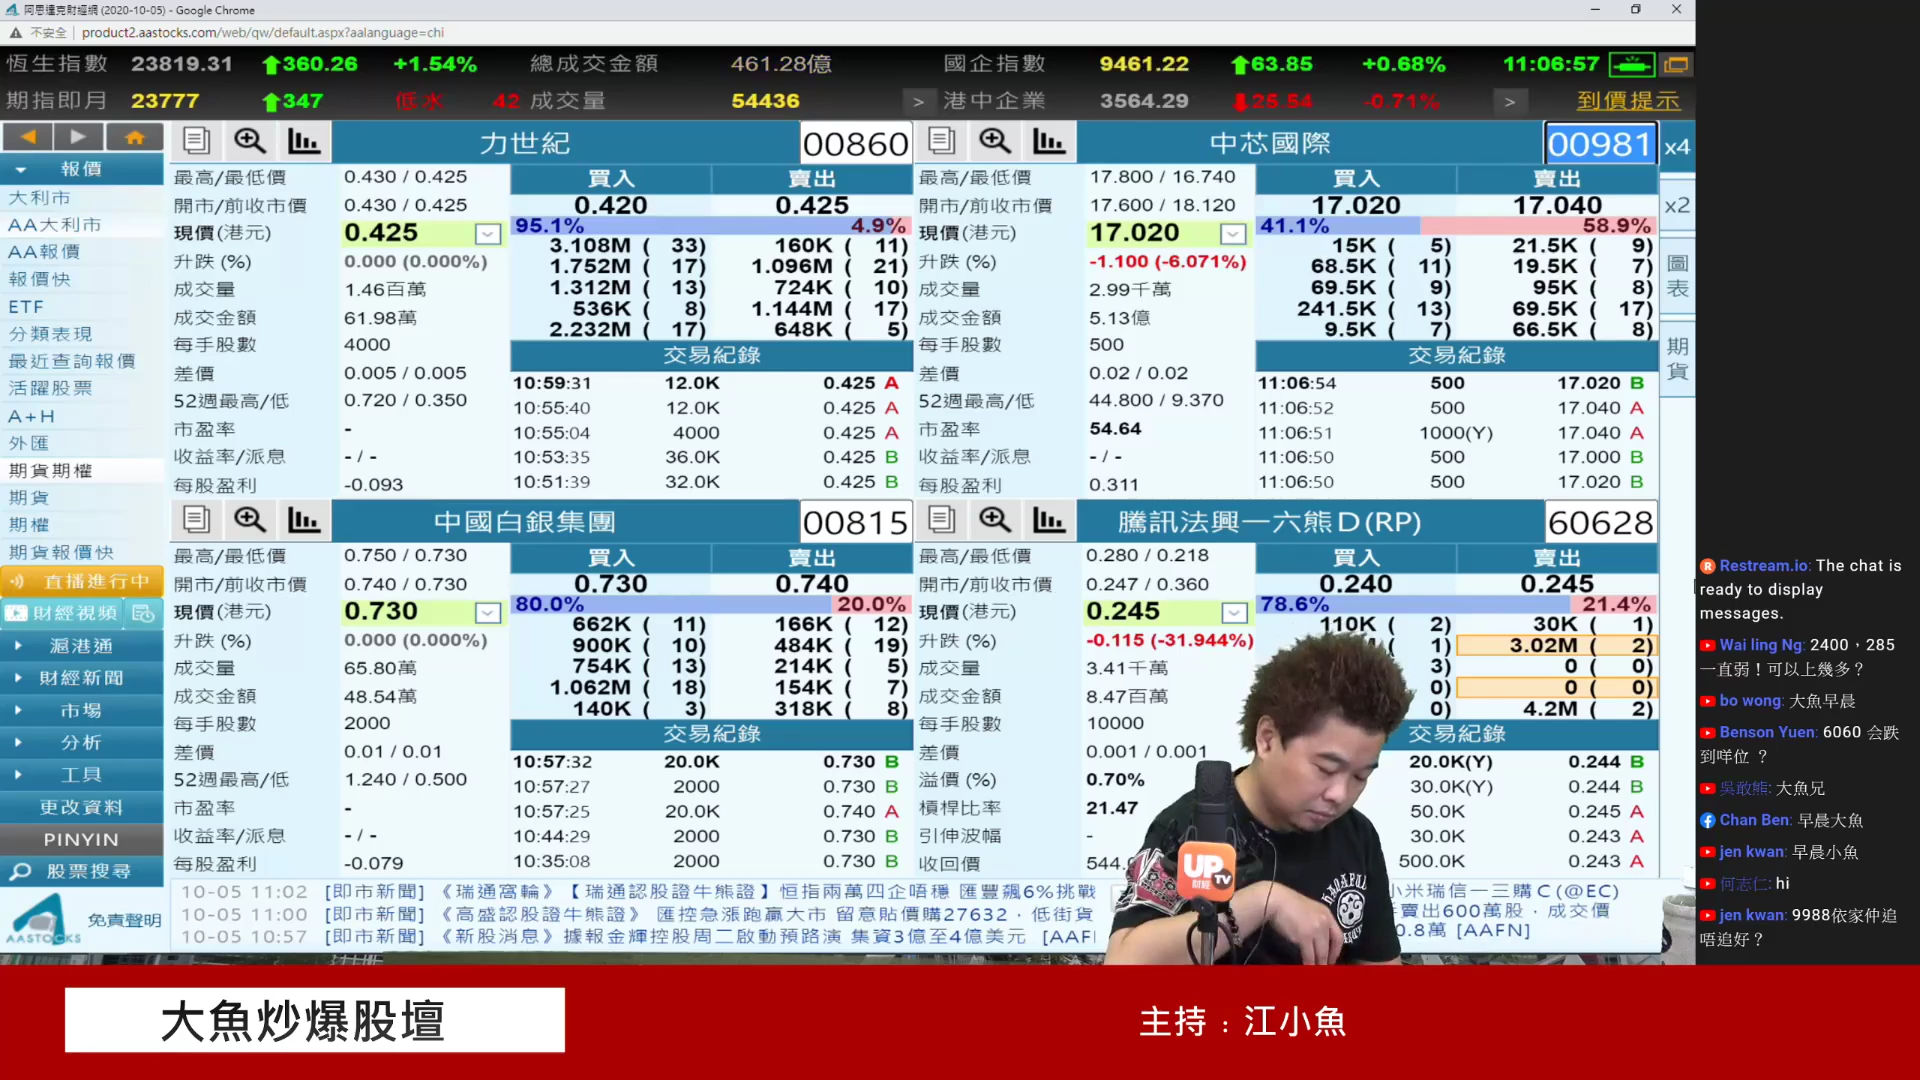 阿思達克財經網 (2020-10-05) - Google Chrome
不安全 | product2.aastocks.com/web/qw/default.aspx?aalanguage=chi
恆生指數 23819.31 360.26 +1.54% 總成交金額 461.28億 國企指數 9461.22 63.85 +0.68% 11:06:57
期指即月 23777 347 低水 42 成交量 54436 > 港中企業 3564.29 25.54 -0.71% > 到價提示
報價
大利市
AA大利市
AA報價
報價快
ETF
分類表現
最近查詢報價
活躍股票
A+H
外匯
期貨期權
期貨
期權
期貨報價快
直播進行中
財經視頻
滬港通
財經新聞
市場
分析
工具
更改資料
PINYIN
股票搜尋
AASTOCKS 免責聲明
力世紀 00860
最高/最低價 0.430 / 0.425
開市/前收市價 0.430 / 0.425
現價(港元) 0.425
升跌 (%) 0.000 (0.000%)
成交量 1.46百萬
成交金額 61.98萬
每手股數 4000
差價 0.005 / 0.005
52週最高/低 0.720 / 0.350
市盈率 -
收益率/派息 - / -
每股盈利 -0.093
買入 賣出
0.420 0.425
95.1% 4.9%
3.108M ( 33) 160K ( 11)
1.752M ( 17) 1.096M ( 21)
1.312M ( 13) 724K ( 10)
536K ( 8) 1.144M ( 17)
2.232M ( 17) 648K ( 5)
交易紀錄
10:59:31 12.0K 0.425 A
10:55:40 12.0K 0.425 A
10:55:04 4000 0.425 A
10:53:35 36.0K 0.425 B
10:51:39 32.0K 0.425 B
中芯國際 00981
最高/最低價 17.800 / 16.740
開市/前收市價 17.600 / 18.120
現價(港元) 17.020
升跌 (%) -1.100 (-6.071%)
成交量 2.99千萬
成交金額 5.13億
每手股數 500
差價 0.02 / 0.02
52週最高/低 44.800 / 9.370
市盈率 54.64
收益率/派息 - / -
每股盈利 0.311
買入 賣出
17.020 17.040
41.1% 58.9%
15K ( 5) 21.5K ( 9)
68.5K ( 11) 19.5K ( 7)
69.5K ( 9) 95K ( 8)
241.5K ( 13) 69.5K ( 17)
9.5K ( 7) 66.5K ( 8)
交易紀錄
11:06:54 500 17.020 B
11:06:52 500 17.040 A
11:06:51 1000(Y) 17.040 A
11:06:50 500 17.000 B
11:06:50 500 17.020 B
x4
x2
圖表
期貨
中國白銀集團 00815
最高/最低價 0.750 / 0.730
開市/前收市價 0.740 / 0.730
現價(港元) 0.730
升跌 (%) 0.000 (0.000%)
成交量 65.80萬
成交金額 48.54萬
每手股數 2000
差價 0.01 / 0.01
52週最高/低 1.240 / 0.500
市盈率 -
收益率/派息 - / -
每股盈利 -0.079
買入 賣出
0.730 0.740
80.0% 20.0%
662K ( 11) 166K ( 12)
900K ( 10) 484K ( 19)
754K ( 13) 214K ( 5)
1.062M ( 18) 154K ( 7)
140K ( 3) 318K ( 8)
交易紀錄
10:57:32 20.0K 0.730 B
10:57:27 2000 0.730 B
10:57:25 20.0K 0.740 A
10:44:29 2000 0.730 B
10:35:08 2000 0.730 B
騰訊法興一六熊D(RP) 60628
最高/最低價 0.280 / 0.218
開市/前收市價 0.247 / 0.360
現價(港元) 0.245
升跌 (%) -0.115 (-31.944%)
成交量 3.41千萬
成交金額 8.47百萬
每手股數 10000
差價 0.001 / 0.001
溢價 (%) 0.70%
槓桿比率 21.47
引伸波幅 -
收回價 544.
買入 賣出
0.240 0.245
78.6% 21.4%
110K ( 2) 30K ( 1)
1) 3.02M ( 2)
3) 0 ( 0)
0) 0 ( 0)
0) 4.2M ( 2)
交易紀錄
20.0K(Y) 0.244 B
30.0K(Y) 0.244 B
50.0K 0.245 A
30.0K 0.243 A
500.0K 0.243 A
10-05 11:02 [即市新聞] 《瑞通窩輪》【瑞通認股證牛熊證】恒指兩萬四企唔穩 匯豐飆6%挑戰
10-05 11:00 [即市新聞] 《高盛認股證牛熊證》 匯控急漲跑贏大市 留意貼價購27632﹐低街貨
10-05 10:57 [即市新聞] 《新股消息》據報金輝控股周二啟動預路演 集資3億至4億美元 [AAFN
小米瑞信一三購C(@EC)
賣出600萬股﹐成交價
0.8萬 [AAFN]
UP
財經 TV
Restream.io: The chat is
ready to display
messages.
Wai ling Ng: 2400，285
一直弱！可以上幾多？
bo wong: 大魚早晨
Benson Yuen: 6060 会跌
到咩位 ？
吳敢熊: 大魚兄
Chan Ben: 早晨大魚
jen kwan: 早晨小魚
何志仁: hi
jen kwan: 9988依家仲追
唔追好？
大魚炒爆股壇
主持﹕江小魚